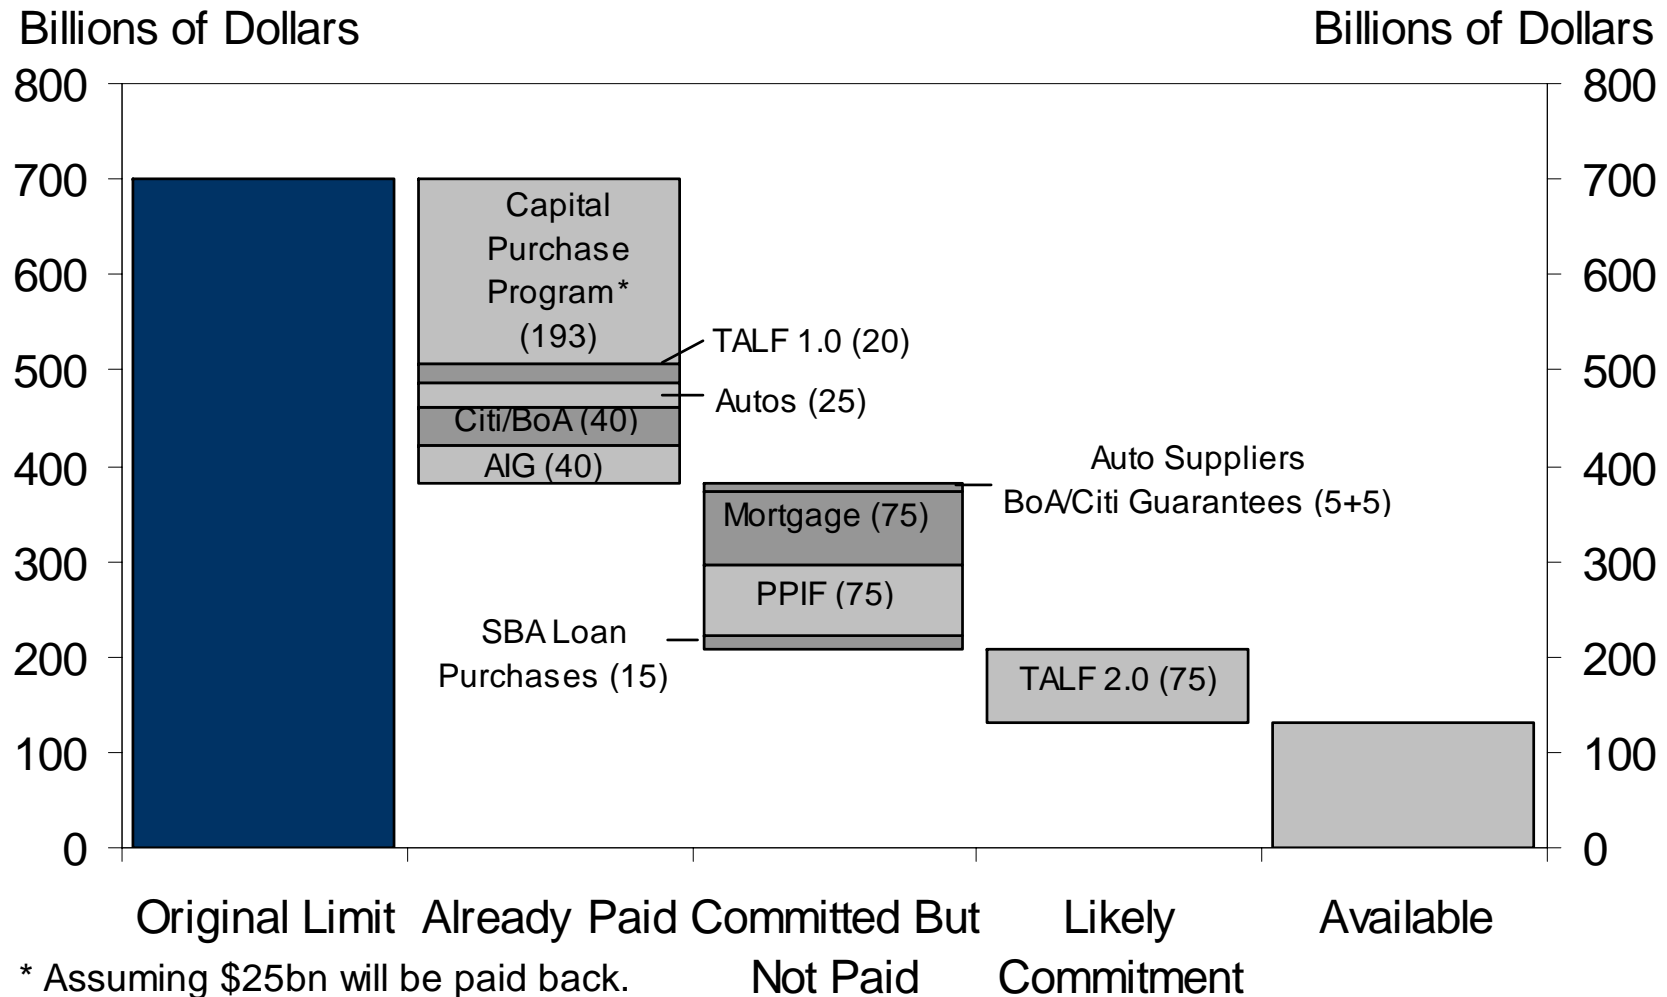 Billions of Dollars
Billions of Dollars
800
700
600
500
400
300
200
100
0
800
700
600
500
400
300
200
100
0
Capital
Purchase
Program*
(193)
TALF 1.0 (20)
Autos (25)
Citi/BoA (40)
AIG (40)
Auto Suppliers
BoA/Citi Guarantees (5+5)
Mortgage (75)
PPIF (75)
SBA Loan
Purchases (15)
TALF 2.0 (75)
Original Limit
Already Paid
Committed But
Not Paid
Likely
Commitment
Available
* Assuming $25bn will be paid back.